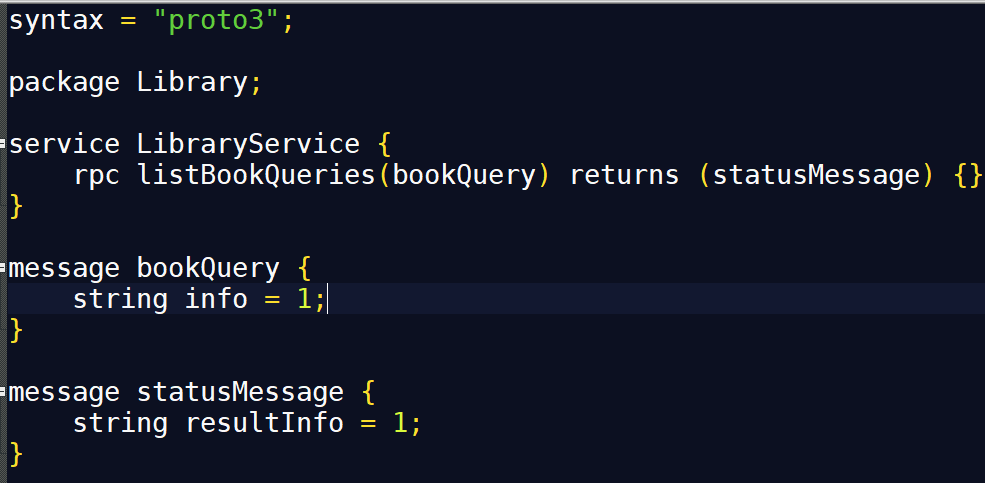 syntax = "proto3";
package Library;
service LibraryService {
    rpc listBookQueries(bookQuery) returns (statusMessage) {}
}
message bookQuery {
    string info = 1;
}
message statusMessage {
    string resultInfo = 1;
}